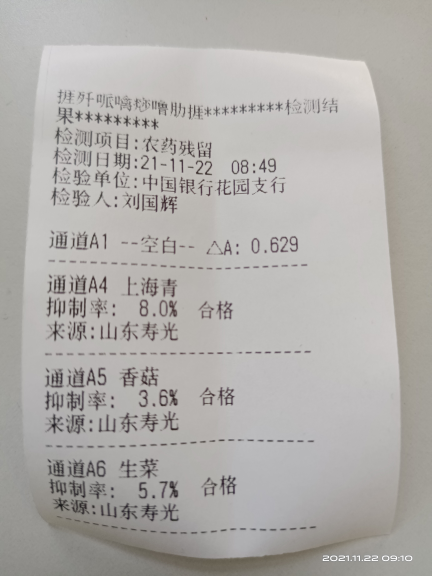 *********检测结
果*********
检测项目:农药残留
检测日期:21-11-22 08:49
检验单位:中国银行花园支行
检验人:刘国辉
通道A1 --空白-- △A: 0.629
通道A4 上海青
抑制率: 8.0% 合格
来源:山东寿光
通道A5 香菇
抑制率: 3.6% 合格
来源:山东寿光
通道A6 生菜
抑制率: 5.7% 合格
来源:山东寿光
2021.11.22 09:10